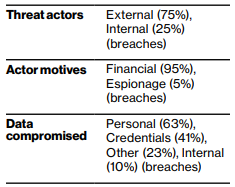 Threat actors External (75%),
Internal (25%)
(breaches)
Actor motives Financial (95%),
Espionage (5%)
(breaches)
Data Personal (63%),
compromised Credentials (41%),
Other (23%), Internal
(10%) (breaches)